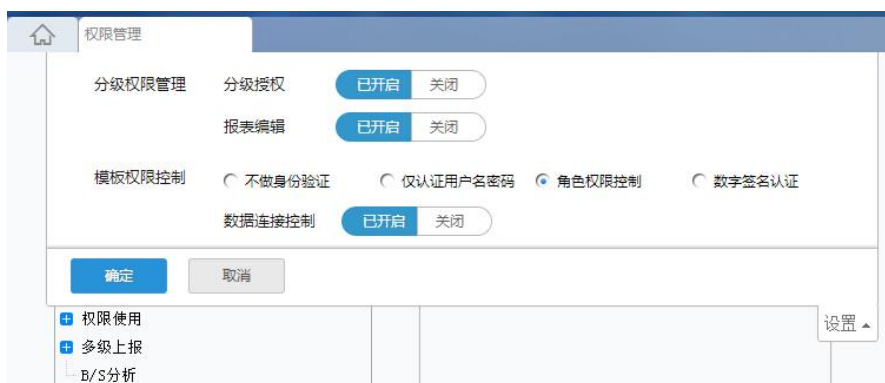 权限管理
分级权限管理 分级授权 已开启 关闭
报表编辑 已开启 关闭
模板权限控制 不做身份验证 仅认证用户名密码 角色权限控制 数字签名认证
数据连接控制 已开启 关闭
确定 取消
权限使用
设置
多级上报
B/S分析